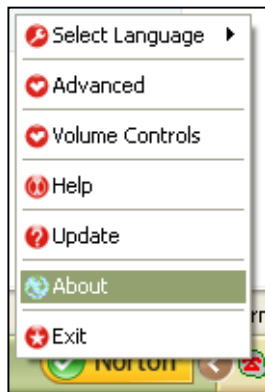 Select Language
Advanced
Volume Controls
Help
Update
About
Exit
Norton